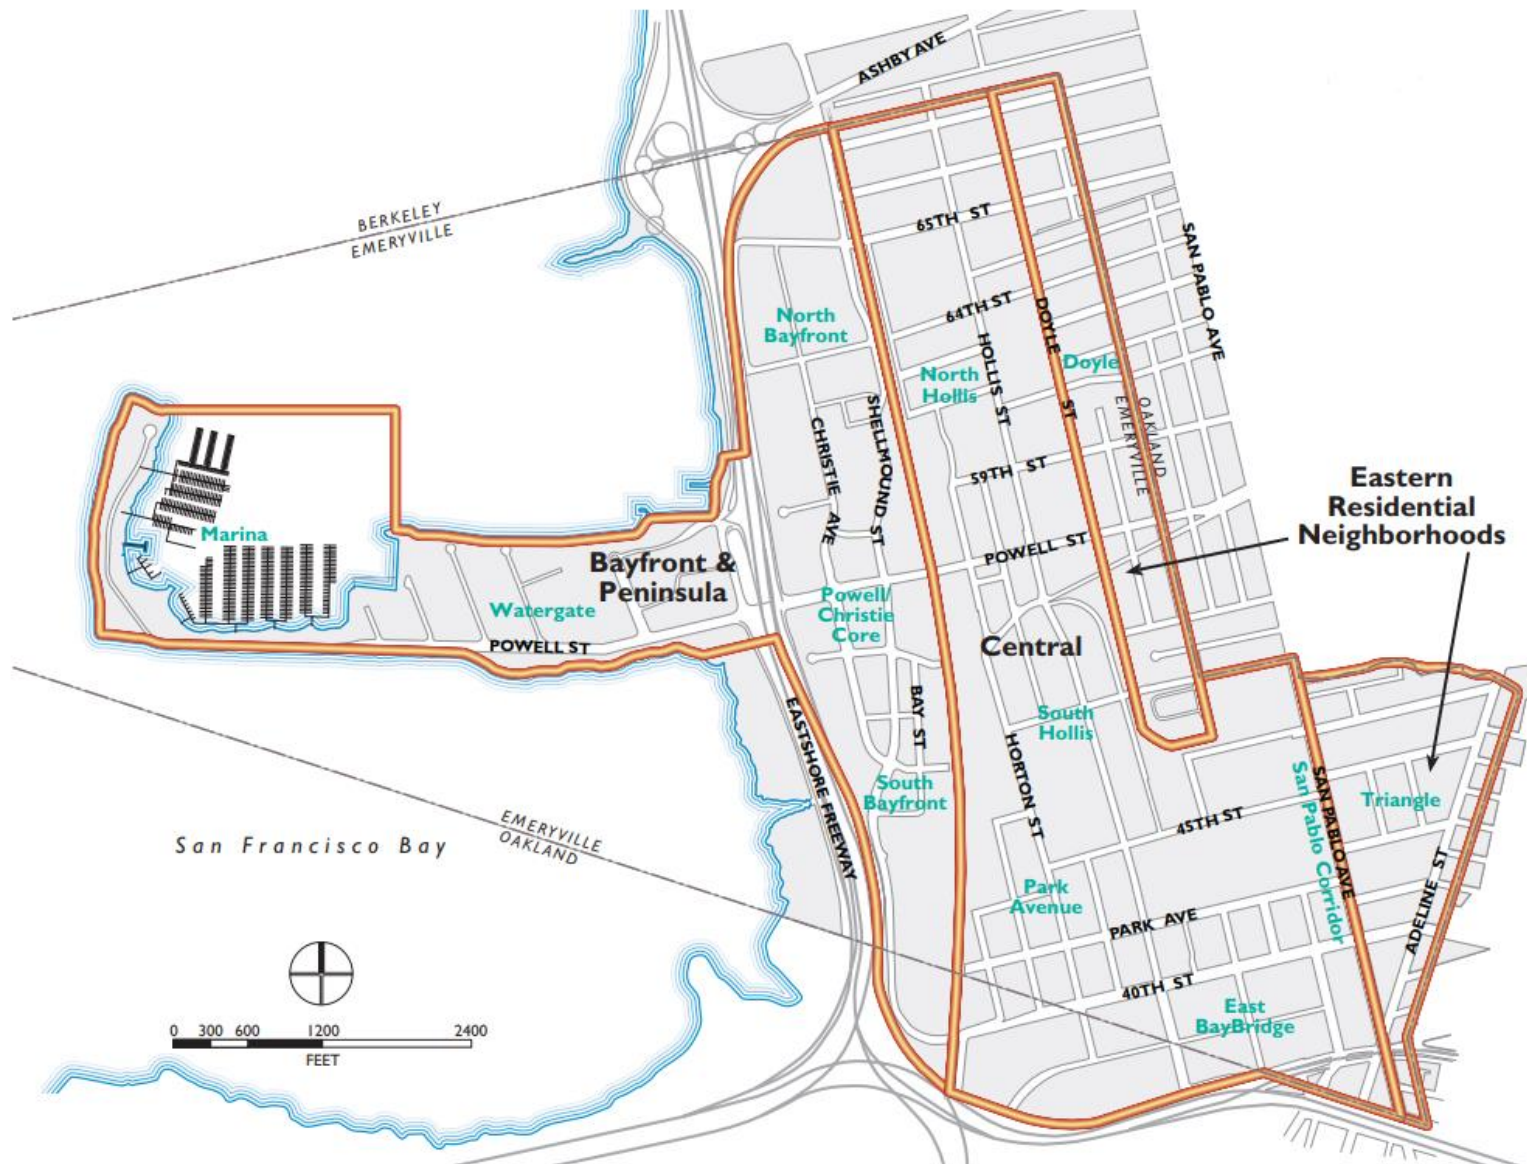 ASHBY AVE
BERKELEY
EMERYVILLE
65TH ST
SAN PABLO AVE
64TH ST
North
Bayfront
DOYLE ST
HOLLIS ST
Doyle
North
Hollis
SHELLMOUND ST
CHRISTIE AVE
OAKLAND
EMERYVILLE
59TH ST
Eastern
Residential
Neighborhoods
Marina
POWELL ST
Bayfront &
Peninsula
Powell/
Christie
Core
Watergate
POWELL ST
Central
BAY ST
South
Hollis
EASTSHORE FREEWAY
HORTON ST
South
Bayfront
San Pablo Corridor
SAN PABLO AVE
Triangle
45TH ST
EMERYVILLE
OAKLAND
San Francisco Bay
Park
Avenue
PARK AVE
ADELINE ST
40TH ST
East
BayBridge
0 300 600 1200 2400
FEET